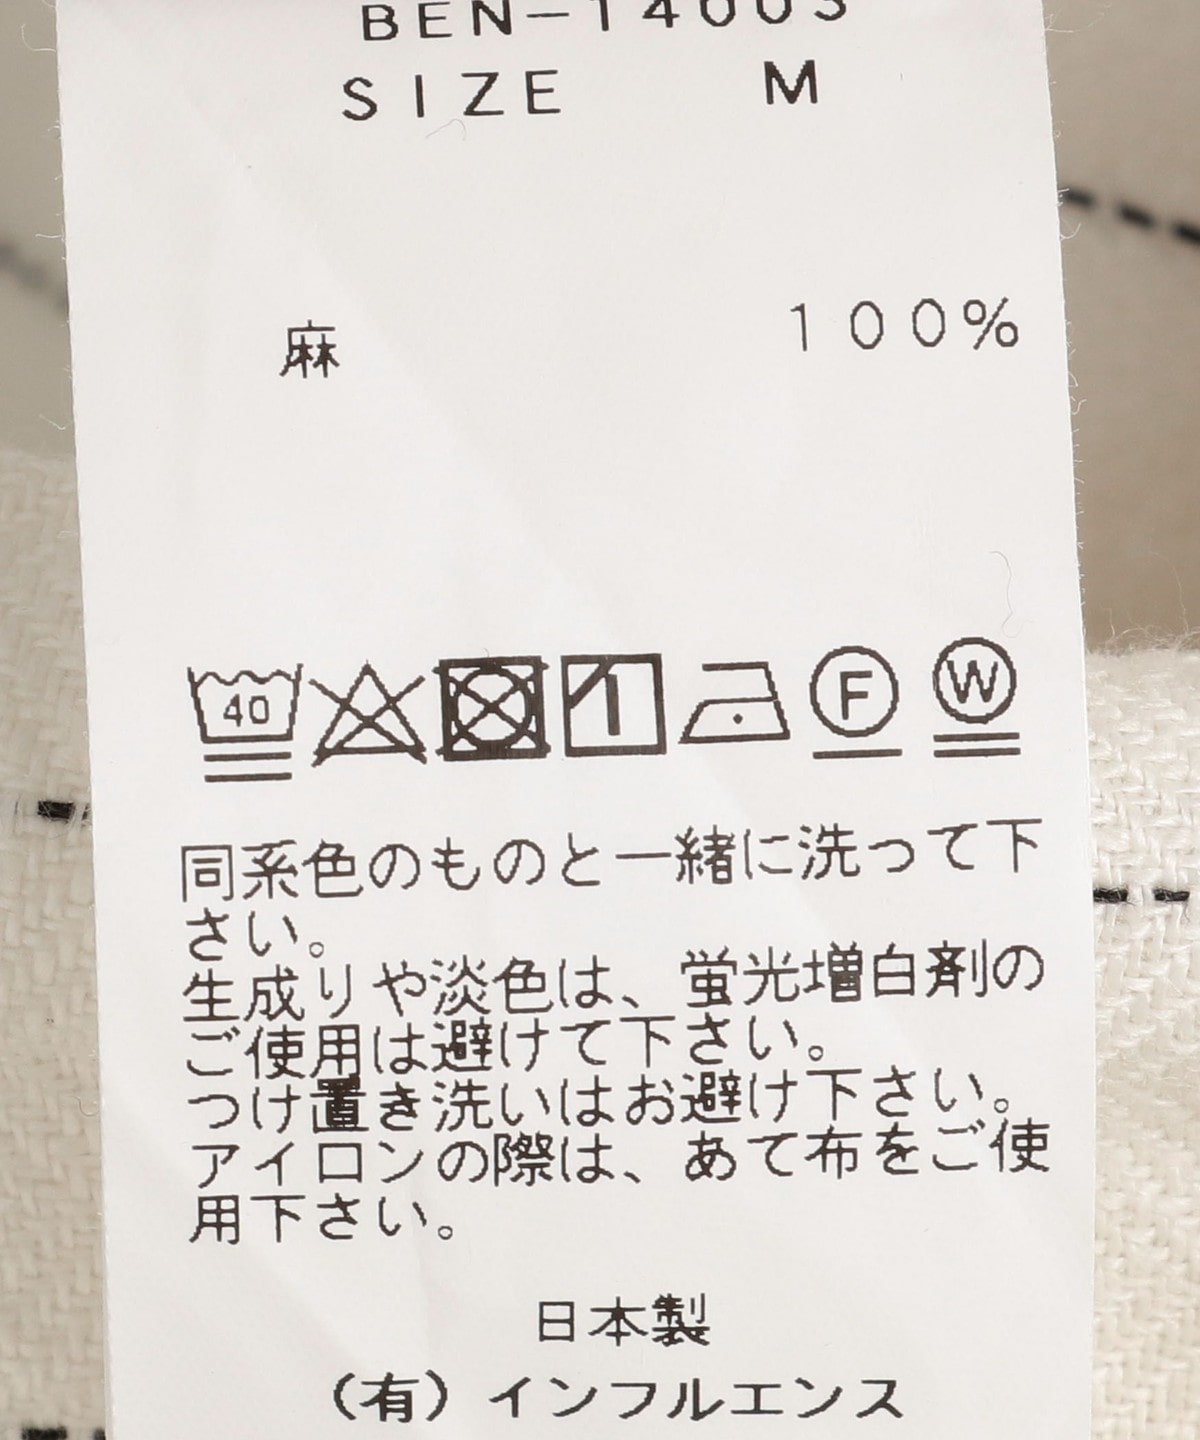 BEN-14003
SIZE M
麻 100%
40 F W
同系色のものと一緒に洗って下
さい。
生成りや淡色は、蛍光増白剤の
ご使用は避けて下さい。
つけ置き洗いはお避け下さい。
アイロンの際は、あて布をご使
用下さい。
日本製
(有)インフルエンス